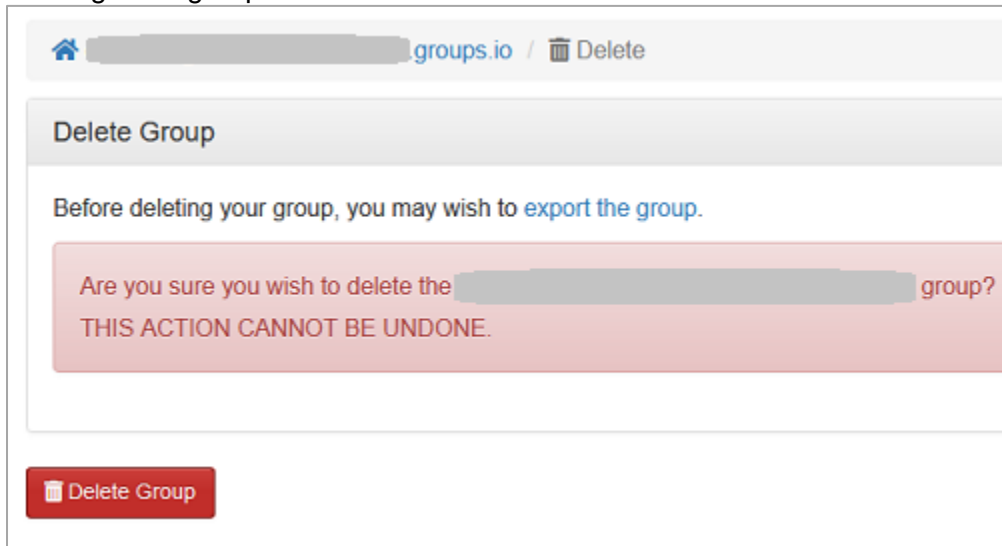 groups.io / Delete
Delete Group
Before deleting your group, you may wish to export the group.
Are you sure you wish to delete the group?
THIS ACTION CANNOT BE UNDONE.
Delete Group